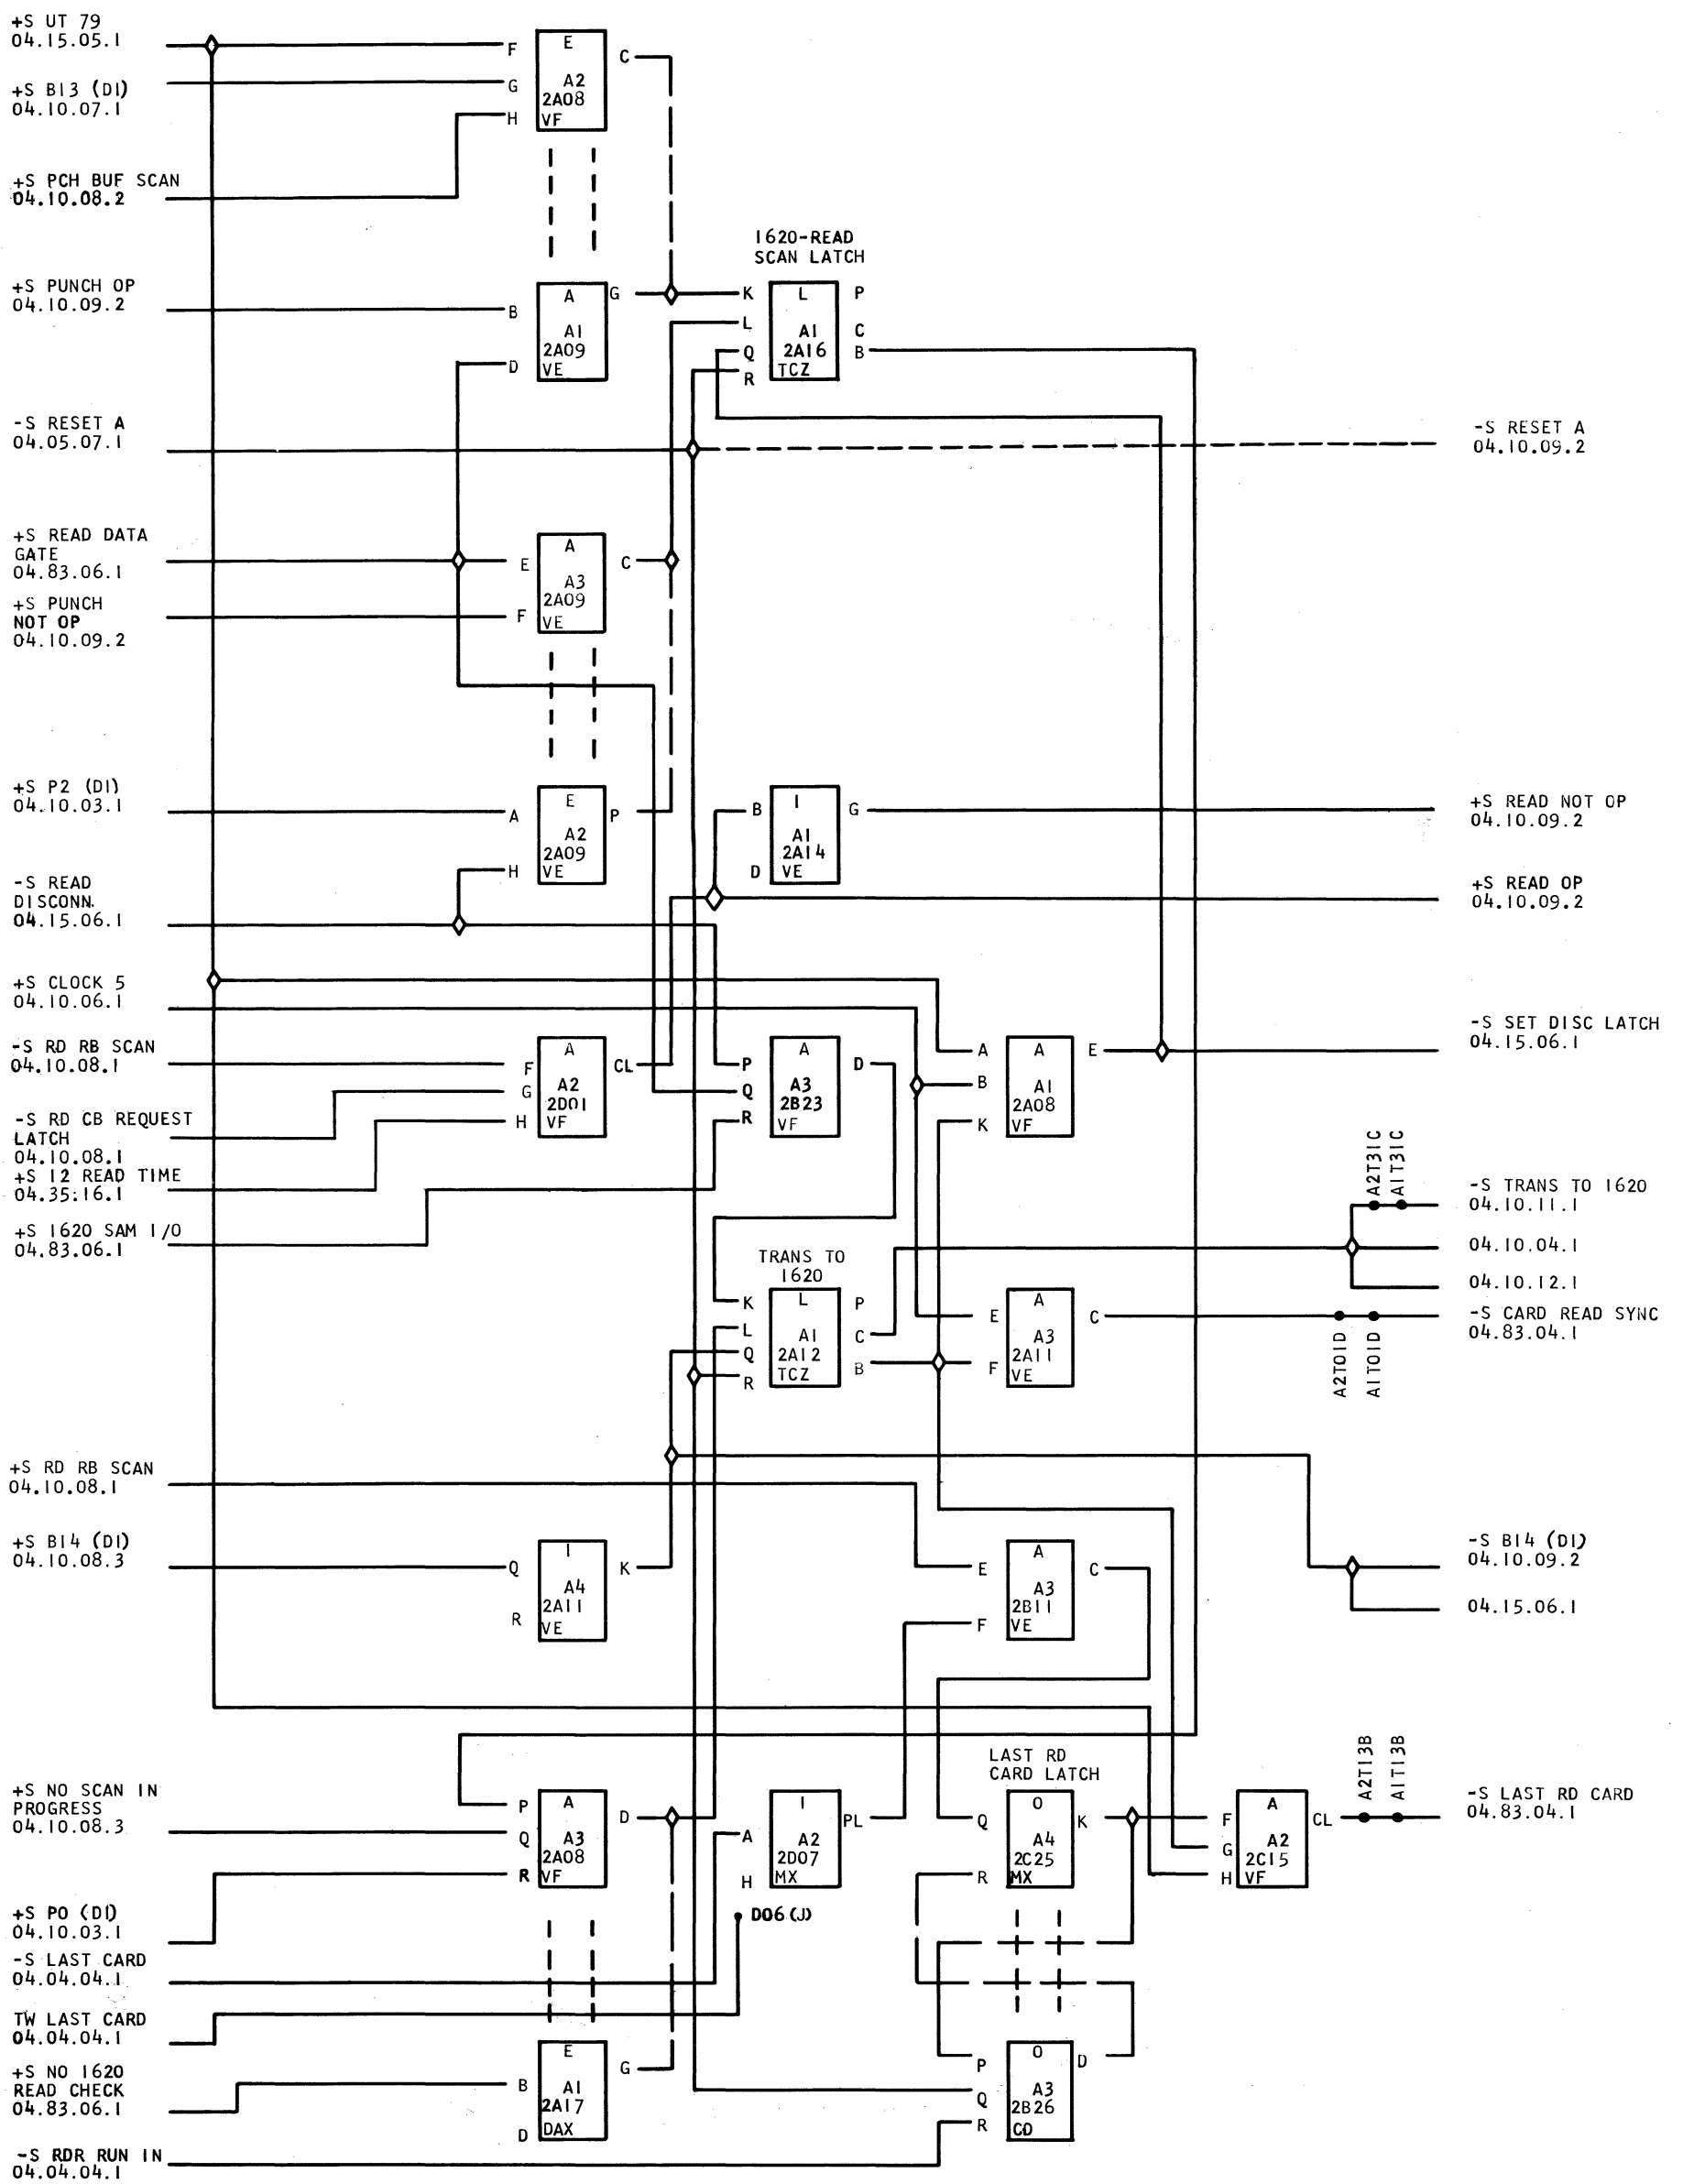 +S UT 79
04.15.05.1
+S B13 (D1)
04.10.07.1
+S PCH BUF SCAN
04.10.08.2
F
G
H
E
A2
2A08
VF
C
+S PUNCH OP
04.10.09.2
B
D
A
A1
2A09
VE
G
1620-READ
SCAN LATCH
K
L
Q
R
L
A1
2A16
TCZ
P
C
B
-S RESET A
04.05.07.1
-S RESET A
04.10.09.2
+S READ DATA
GATE
04.83.06.1
+S PUNCH
NOT OP
04.10.09.2
E
F
A
A3
2A09
VE
C
+S P2 (D1)
04.10.03.1
-S READ
DISCONN.
04.15.06.1
A
H
E
A2
2A09
VE
P
B
D
I
A1
2A14
VE
G
+S READ NOT OP
04.10.09.2
+S READ OP
04.10.09.2
+S CLOCK 5
04.10.06.1
-S RD RB SCAN
04.10.08.1
-S RD CB REQUEST
LATCH
04.10.08.1
+S 12 READ TIME
04.35:16.1
+S 1620 SAM I/O
04.83.06.1
F
G
H
A
A2
2D01
VF
CL
P
Q
R
A
A3
2B23
VF
D
A
B
K
A
A1
2A08
VF
E
-S SET DISC LATCH
04.15.06.1
A2T31C
A1T31C
-S TRANS TO 1620
04.10.11.1
04.10.04.1
04.10.12.1
TRANS TO
1620
K
L
Q
R
L
A1
2A12
TCZ
P
C
B
E
F
A
A3
2A11
VE
C
-S CARD READ SYNC
04.83.04.1
A2T01D
A1T01D
+S RD RB SCAN
04.10.08.1
+S B14 (D1)
04.10.08.3
Q
R
I
A4
2A11
VE
K
E
F
A
A3
2B11
VE
C
-S B14 (D1)
04.10.09.2
04.15.06.1
+S NO SCAN IN
PROGRESS
04.10.08.3
+S P0 (D1)
04.10.03.1
-S LAST CARD
04.04.04.1
TW LAST CARD
04.04.04.1
+S NO 1620
READ CHECK
04.83.06.1
-S RDR RUN IN
04.04.04.1
P
Q
R
A
A3
2A08
VF
D
A
H
I
A2
2D07
MX
PL
D06 (J)
LAST RD
CARD LATCH
Q
R
O
A4
2C25
MX
K
F
G
H
A
A2
2C15
VF
CL
A2T13B
A1T13B
-S LAST RD CARD
04.83.04.1
B
D
E
A1
2A17
DAX
G
P
Q
R
O
A3
2B26
CD
D